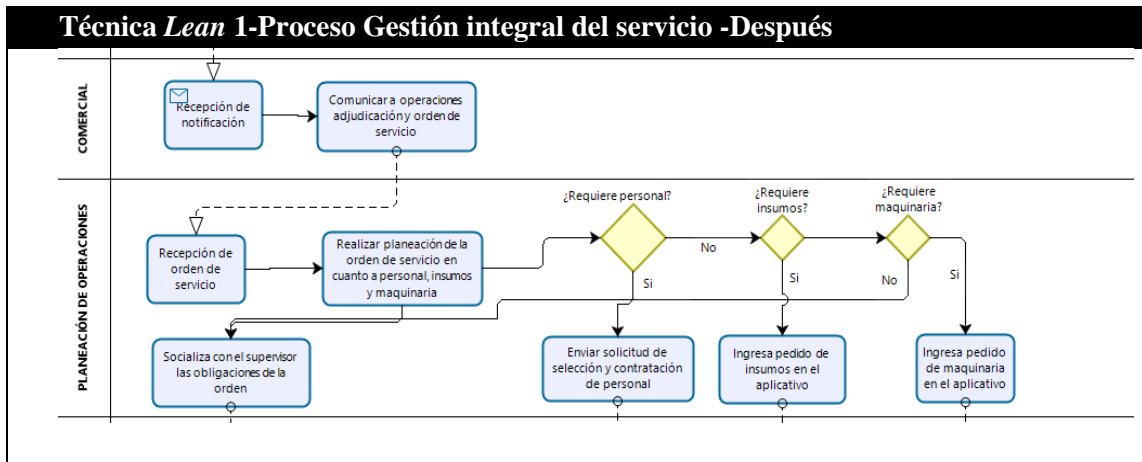 Técnica Lean 1-Proceso Gestión integral del servicio -Después
COMERCIAL
Recepción de
notificación
Comunicar a operaciones
adjudicación y orden de
servicio
PLANEACIÓN DE OPERACIONES
Recepción de
orden de
servicio
Realizar planeación de la
orden de servicio en
cuanto a personal, insumos
y maquinaria
¿Requiere personal?
¿Requiere
insumos?
¿Requiere
maquinaria?
No
Si
Si
No
Si
Socializa con el supervisor
las obligaciones de la
orden
Enviar solicitud de
selección y contratación
de personal
Ingresa pedido de
insumos en el
aplicativo
Ingresa pedido
de maquinaria
en el aplicativo